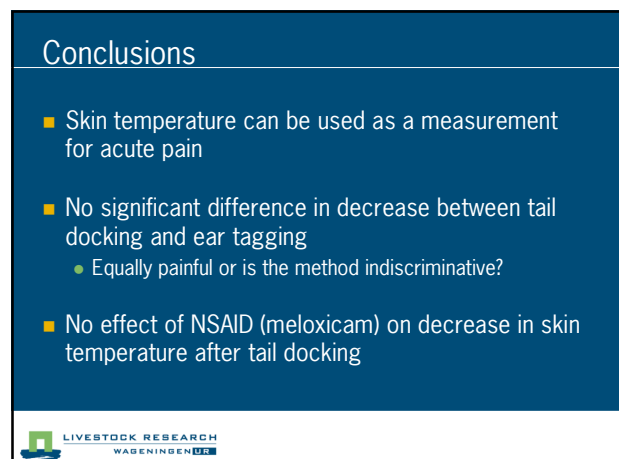 Conclusions
Skin temperature can be used as a measurement
for acute pain
No significant difference in decrease between tail
docking and ear tagging
Equally painful or is the method indiscriminative?
No effect of NSAID (meloxicam) on decrease in skin
temperature after tail docking
LIVESTOCK RESEARCH
WAGENINGEN UR